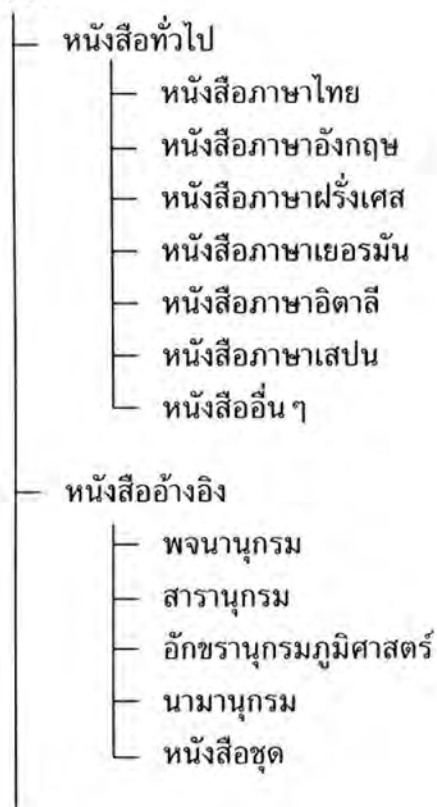 หนังสือทั่วไป
หนังสือภาษาไทย
หนังสือภาษาอังกฤษ
หนังสือภาษาฝรั่งเศส
หนังสือภาษาเยอรมัน
หนังสือภาษาอิตาลี
หนังสือภาษาเสปน
หนังสืออื่น ๆ
หนังสืออ้างอิง
พจนานุกรม
สารานุกรม
อักขรานุกรมภูมิศาสตร์
นามานุกรม
หนังสือชุด